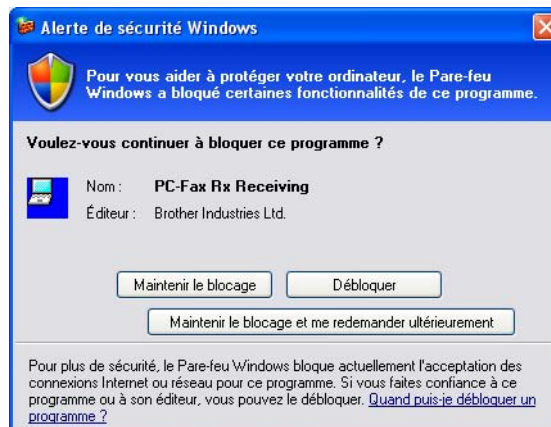 Alerte de sécurité Windows
Pour vous aider à protéger votre ordinateur, le Pare-feu
Windows a bloqué certaines fonctionnalités de ce programme.
Voulez-vous continuer à bloquer ce programme ?
Nom : PC-Fax Rx Receiving
Éditeur : Brother Industries Ltd.
Maintenir le blocage Débloquer
Maintenir le blocage et me redemander ultérieurement
Pour plus de sécurité, le Pare-feu Windows bloque actuellement l'acceptation des
connexions Internet ou réseau pour ce programme. Si vous faites confiance à ce
programme ou à son éditeur, vous pouvez le débloquer. Quand puis-je débloquer un
programme ?